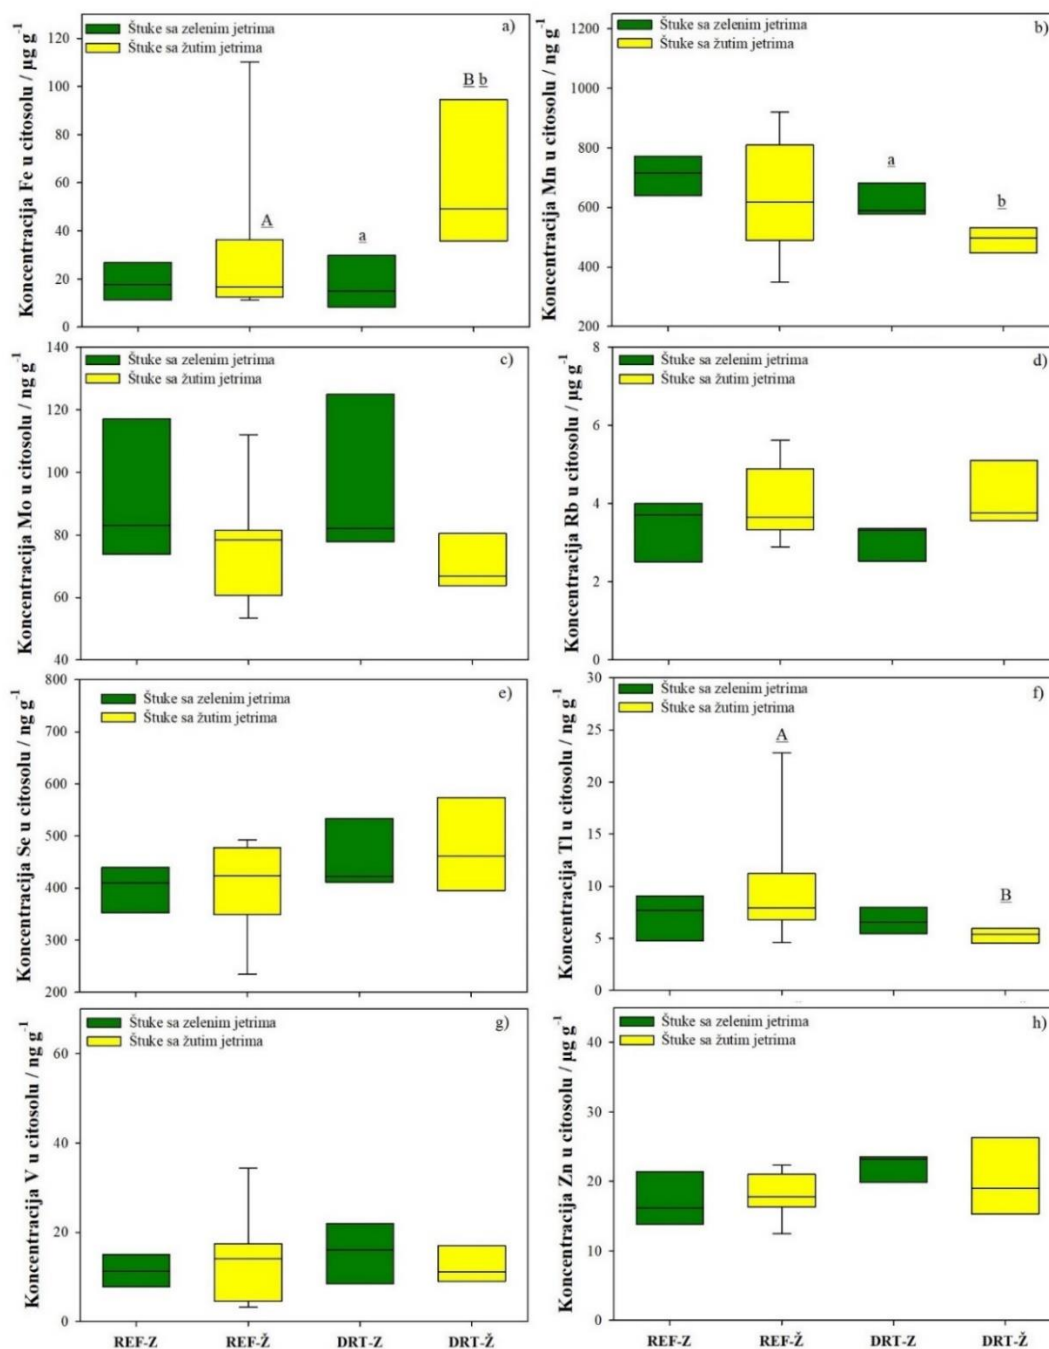 Koncentracija Fe u citosolu / µg g⁻¹
Štuke sa zelenim jetrima
Štuke sa žutim jetrima
a)
120
100
80
60
40
20
0
A
a
B b
Koncentracija Mn u citosolu / ng g⁻¹
Štuke sa zelenim jetrima
Štuke sa žutim jetrima
b)
1200
1000
800
600
400
200
a
b
Koncentracija Mo u citosolu / ng g⁻¹
Štuke sa zelenim jetrima
Štuke sa žutim jetrima
c)
140
120
100
80
60
40
Koncentracija Rb u citosolu / µg g⁻¹
Štuke sa zelenim jetrima
Štuke sa žutim jetrima
d)
8
6
4
2
0
Koncentracija Se u citosolu / ng g⁻¹
Štuke sa zelenim jetrima
Štuke sa žutim jetrima
e)
800
700
600
500
400
300
200
Koncentracija Tl u citosolu / ng g⁻¹
Štuke sa zelenim jetrima
Štuke sa žutim jetrima
f)
30
25
20
15
10
5
0
A
B
Koncentracija V u citosolu / ng g⁻¹
Štuke sa zelenim jetrima
Štuke sa žutim jetrima
g)
60
40
20
0
REF-Z
REF-Ž
DRT-Z
DRT-Ž
Koncentracija Zn u citosolu / µg g⁻¹
Štuke sa zelenim jetrima
Štuke sa žutim jetrima
h)
40
30
20
10
0
REF-Z
REF-Ž
DRT-Z
DRT-Ž